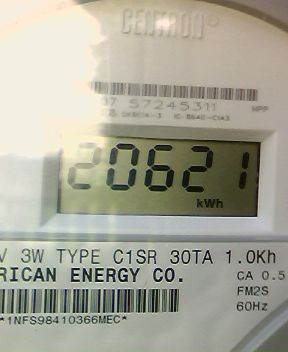 CENTRON®
57245311 HPP
20621
kWh
V 3W TYPE C1SR 30TA 1.0Kh
RICAN ENERGY CO.
CA 0.5
FM2S
60Hz
*1NFS98410366MEC*